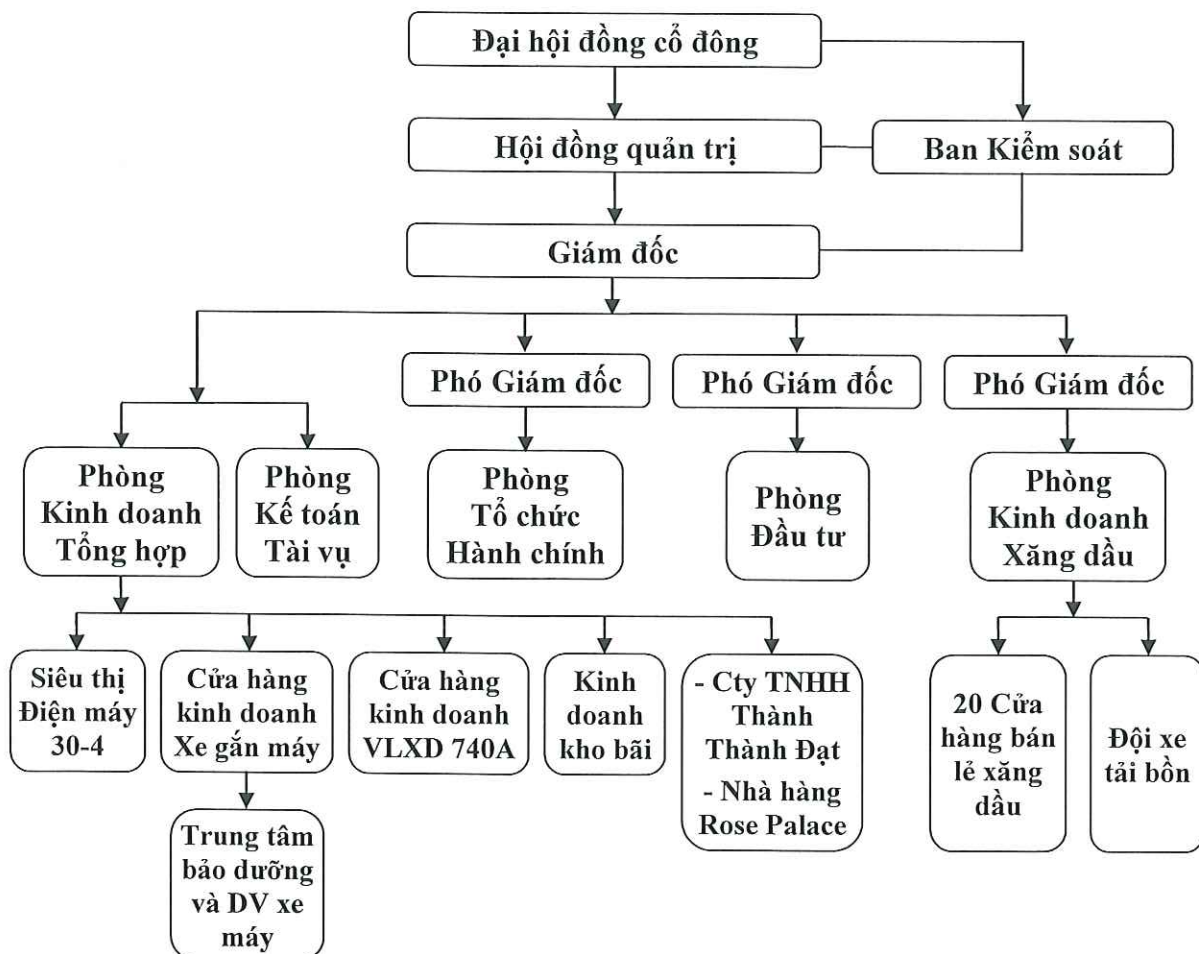 Đại hội đồng cổ đông
Hội đồng quản trị
Ban Kiểm soát
Giám đốc
Phó Giám đốc
Phó Giám đốc
Phó Giám đốc
Phòng
Kinh doanh
Tổng hợp
Phòng
Kế toán
Tài vụ
Phòng
Tổ chức
Hành chính
Phòng
Đầu tư
Phòng
Kinh doanh
Xăng dầu
Siêu thị
Điện máy
30-4
Cửa hàng
kinh doanh
Xe gắn máy
Cửa hàng
kinh doanh
VLXD 740A
Kinh
doanh
kho bãi
- Cty TNHH
Thành
Thành Đạt
- Nhà hàng
Rose Palace
20 Cửa
hàng bán
lẻ xăng
dầu
Đội xe
tải bồn
Trung tâm
bảo dưỡng
và DV xe
máy